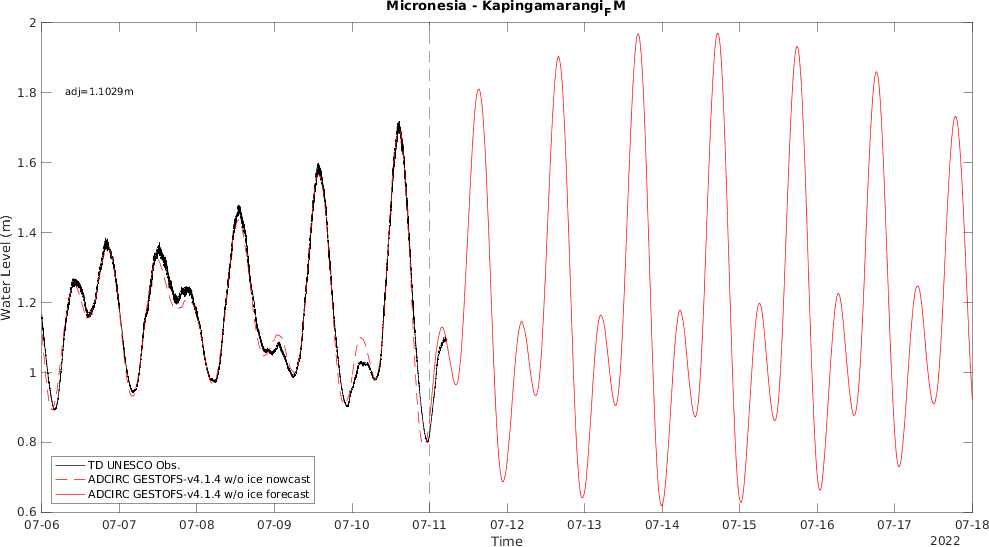 Micronesia - KapingamarangiFM
adj=1.1029m
Water Level (m)
2
1.8
1.6
1.4
1.2
1
0.8
0.6
TD UNESCO Obs.
ADCIRC GESTOFS-v4.1.4 w/o ice nowcast
ADCIRC GESTOFS-v4.1.4 w/o ice forecast
07-06 07-07 07-08 07-09 07-10 07-11 07-12 07-13 07-14 07-15 07-16 07-17 07-18
Time
2022